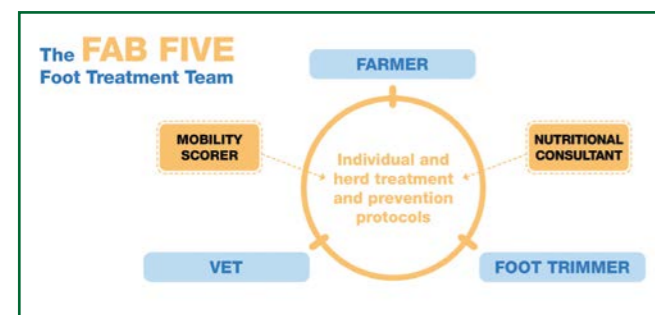 The FAB FIVE
Foot Treatment Team
FARMER
MOBILITY
SCORER
NUTRITIONAL
CONSULTANT
Individual and
herd treatment
and prevention
protocols
VET
FOOT TRIMMER